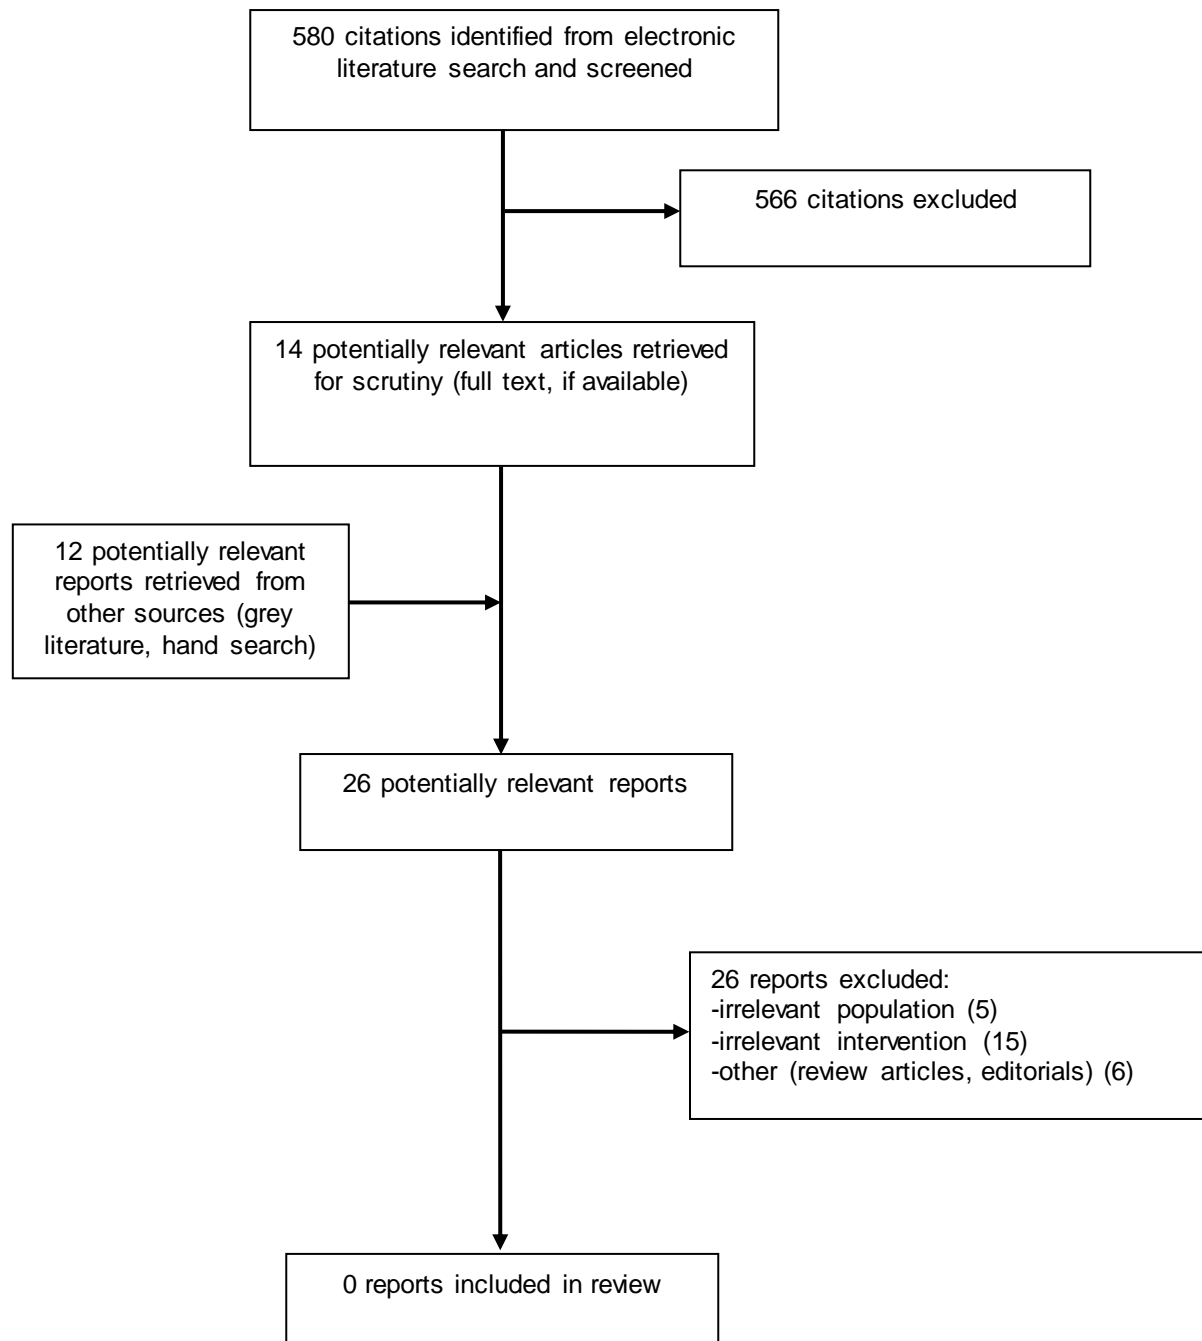 580 citations identified from electronic
literature search and screened
566 citations excluded
14 potentially relevant articles retrieved
for scrutiny (full text, if available)
12 potentially relevant
reports retrieved from
other sources (grey
literature, hand search)
26 potentially relevant reports
26 reports excluded:
-irrelevant population (5)
-irrelevant intervention (15)
-other (review articles, editorials) (6)
0 reports included in review